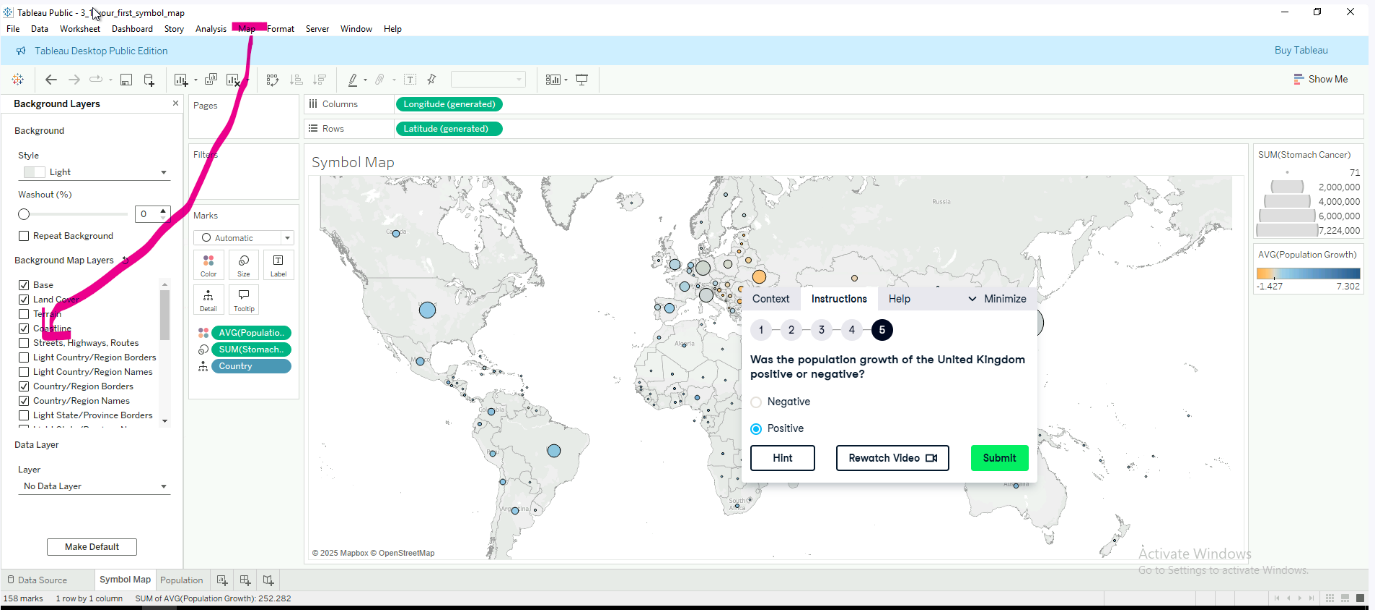 Tableau Public - 3_1 your_first_symbol_map
File Data Worksheet Dashboard Story Analysis Map Format Server Window Help
Tableau Desktop Public Edition
Buy Tableau
Show Me
Background Layers
Background
Style
Light
Washout (%)
0
Repeat Background
Background Map Layers
Base
Land Cover
Terrain
Coastline
Streets, Highways, Routes
Light Country/Region Borders
Light Country/Region Names
Country/Region Borders
Country/Region Names
Light State/Province Borders
Data Layer
Layer
No Data Layer
Make Default
Pages
Filters
Marks
Automatic
Color Size Label
Detail Tooltip
AVG(Populatio..
SUM(Stomach..
Country
Columns Longitude (generated)
Rows Latitude (generated)
Symbol Map
Russia
Algeria
© 2025 Mapbox © OpenStreetMap
Context Instructions Help Minimize
1 2 3 4 5
Was the population growth of the United Kingdom
positive or negative?
Negative
Positive
Hint Rewatch Video Submit
SUM(Stomach Cancer)
71
2,000,000
4,000,000
6,000,000
7,224,000
AVG(Population Growth)
-1.427 7.302
Activate Windows
Go to Settings to activate Windows.
Data Source Symbol Map Population
158 marks 1 row by 1 column SUM of AVG(Population Growth): 252.282